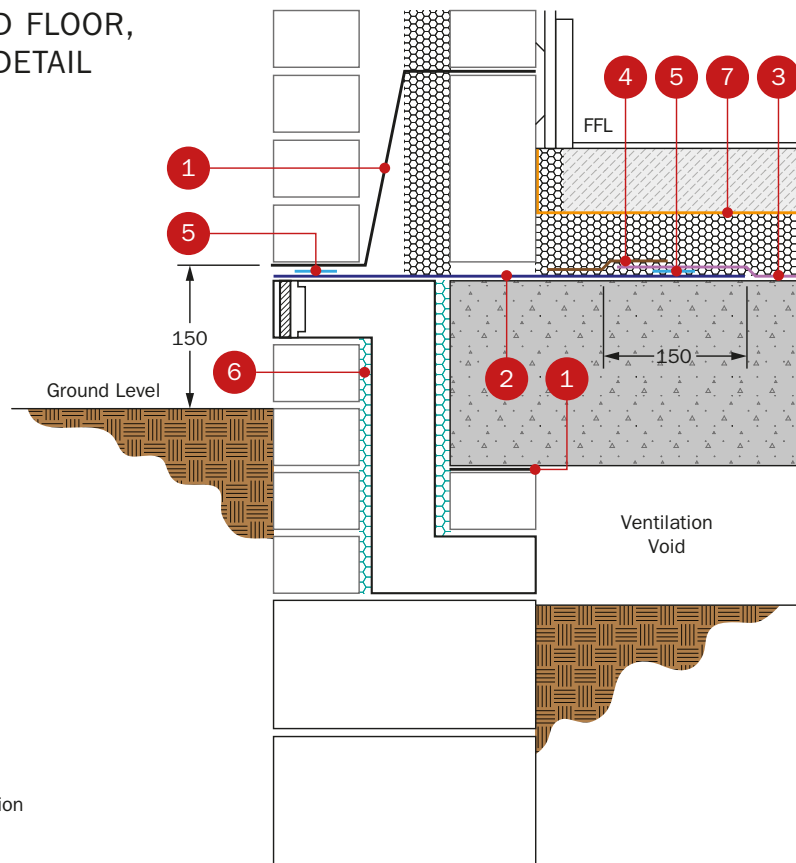 D FLOOR,
DETAIL
4 5 7 3
FFL
1
5
150
150
6
2 1
Ground Level
Ventilation
Void
ion